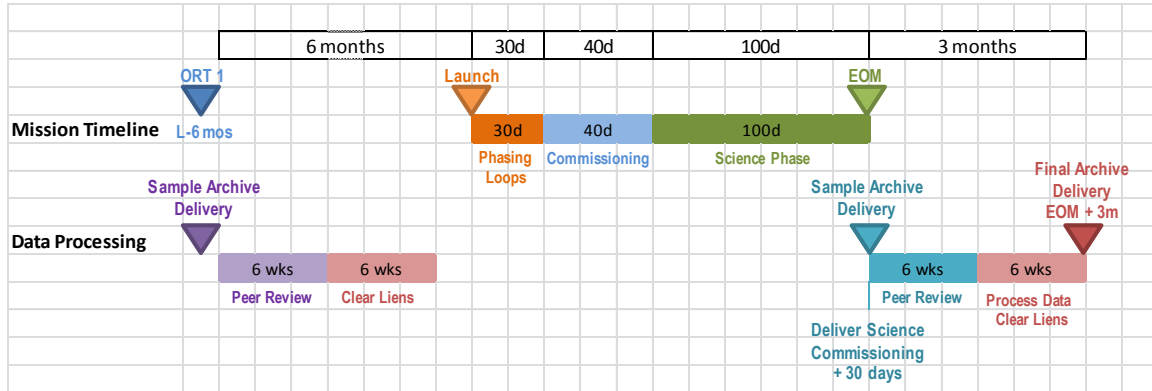 6 months
30d
40d
100d
3 months
ORT 1
Launch
EOM
Mission Timeline
L-6 mos
30d
40d
100d
Phasing
Loops
Commissioning
Science Phase
Sample Archive
Delivery
Sample Archive
Delivery
Final Archive
Delivery
EOM + 3m
Data Processing
6 wks
6 wks
6 wks
6 wks
Peer Review
Clear Liens
Peer Review
Process Data
Clear Liens
Deliver Science
Commissioning
+ 30 days